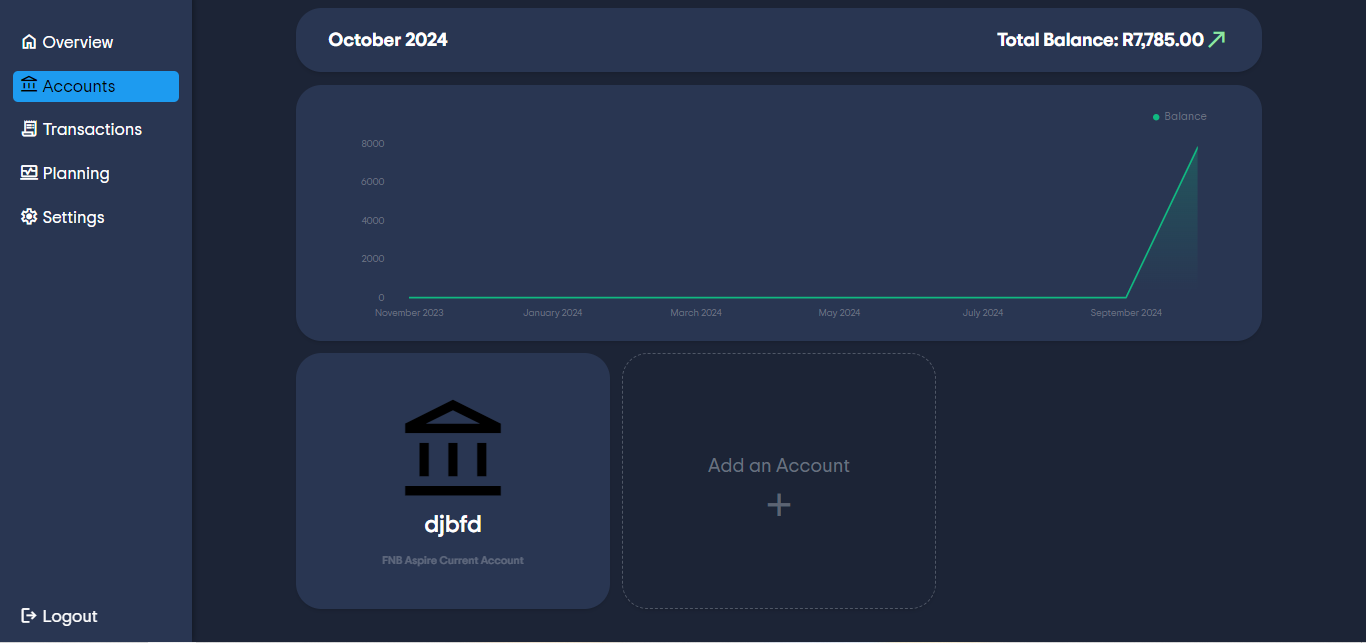 Overview
Accounts
Transactions
Planning
Settings
Logout
October 2024
Total Balance: R7,785.00
Balance
8000
6000
4000
2000
0
November 2023
January 2024
March 2024
May 2024
July 2024
September 2024
djbfd
FNB Aspire Current Account
Add an Account